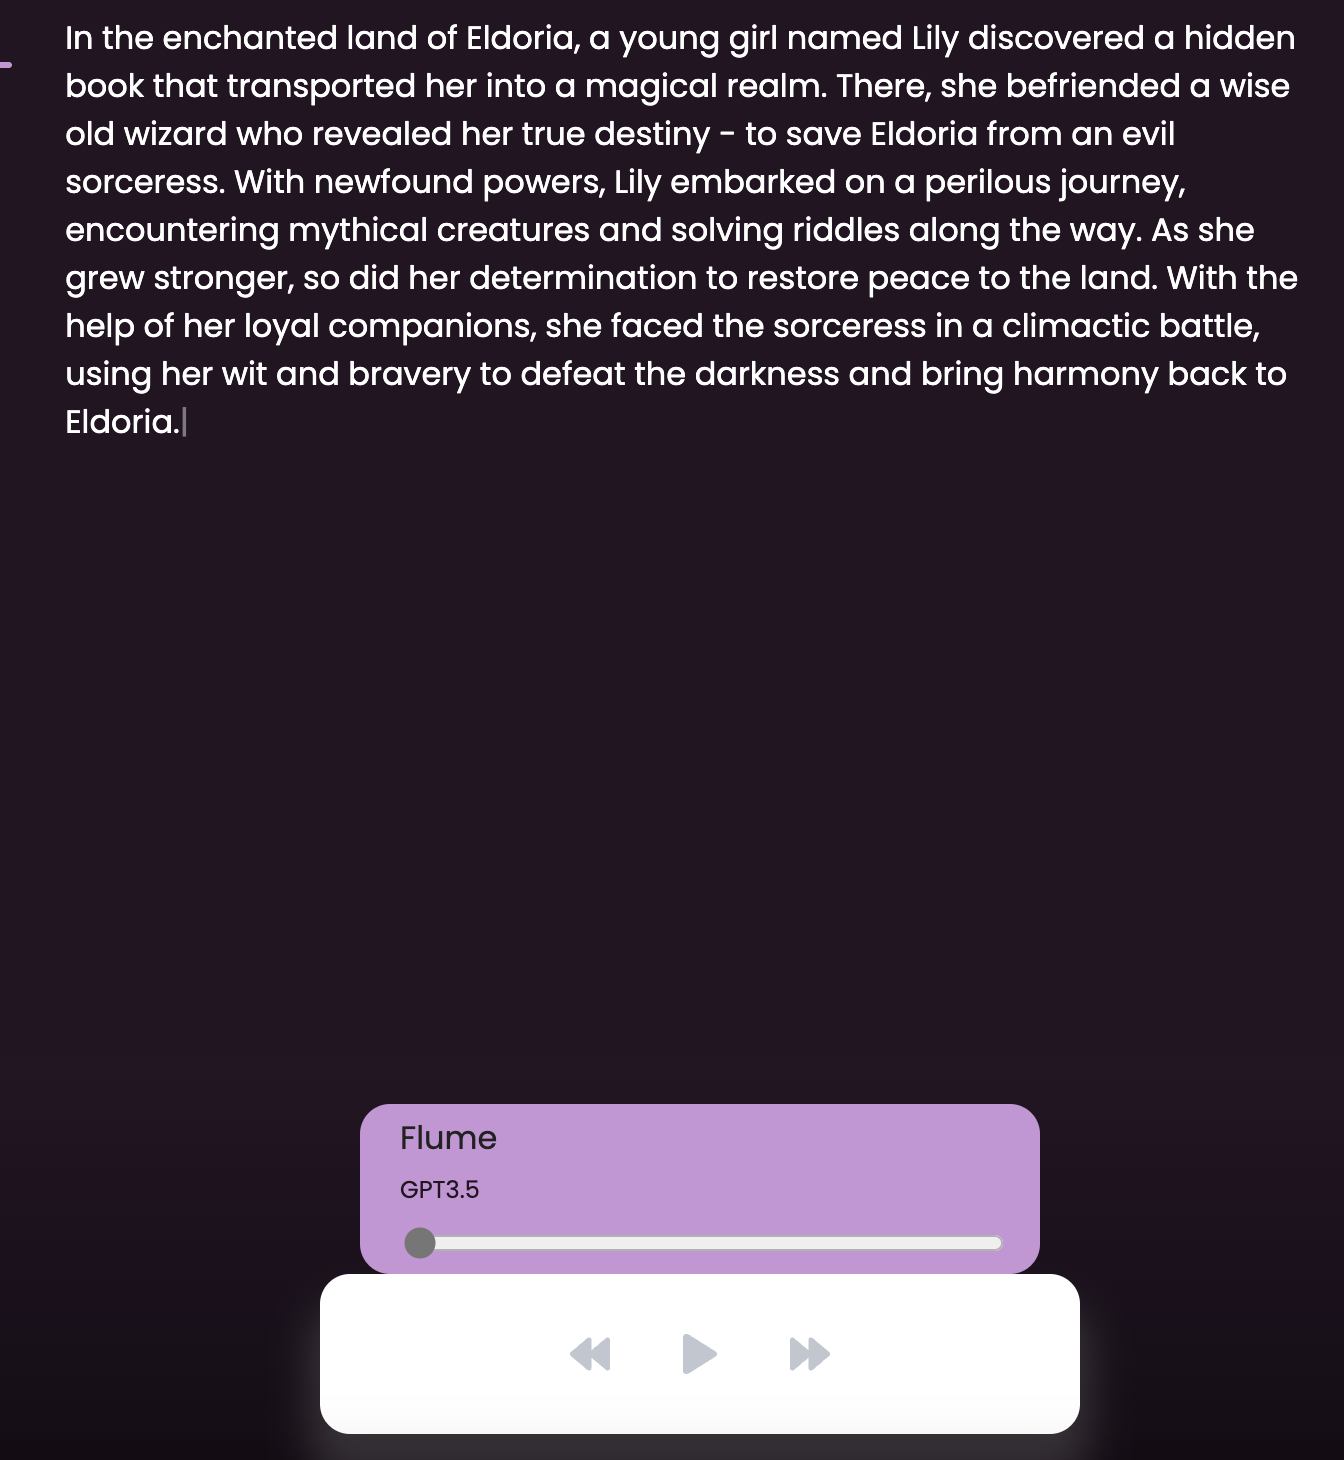 In the enchanted land of Eldoria, a young girl named Lily discovered a hidden
book that transported her into a magical realm. There, she befriended a wise
old wizard who revealed her true destiny - to save Eldoria from an evil
sorceress. With newfound powers, Lily embarked on a perilous journey,
encountering mythical creatures and solving riddles along the way. As she
grew stronger, so did her determination to restore peace to the land. With the
help of her loyal companions, she faced the sorceress in a climactic battle,
using her wit and bravery to defeat the darkness and bring harmony back to
Eldoria.
Flume
GPT3.5